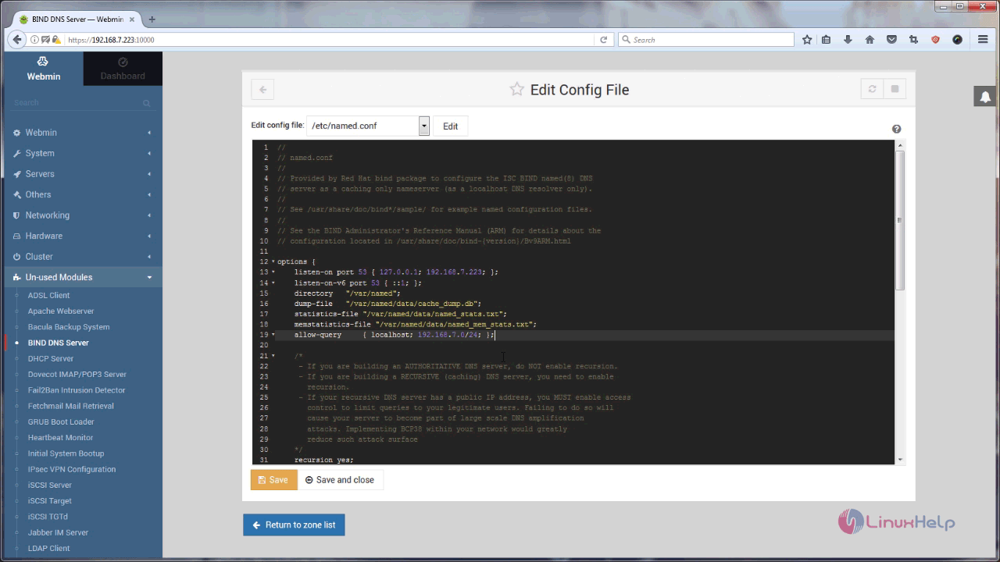 BIND DNS Server — Webmin
https://192.168.7.223:10000
Search
Webmin
Dashboard
Search
Webmin
System
Servers
Others
Networking
Hardware
Cluster
Un-used Modules
ADSL Client
Apache Webserver
Bacula Backup System
BIND DNS Server
DHCP Server
Dovecot IMAP/POP3 Server
Fail2Ban Intrusion Detector
Fetchmail Mail Retrieval
GRUB Boot Loader
Heartbeat Monitor
Initial System Bootup
IPsec VPN Configuration
iSCSI Server
iSCSI Target
iSCSI TGTd
Jabber IM Server
LDAP Client
Edit Config File
Edit config file: /etc/named.conf Edit
1 //
2 // named.conf
3 //
4 // Provided by Red Hat bind package to configure the ISC BIND named(8) DNS
5 // server as a caching only nameserver (as a localhost DNS resolver only).
6 //
7 // See /usr/share/doc/bind*/sample/ for example named configuration files.
8 //
9 // See the BIND Administrator's Reference Manual (ARM) for details about the
10 // configuration located in /usr/share/doc/bind-{version}/Bv9ARM.html
11
12 options {
13 listen-on port 53 { 127.0.0.1; 192.168.7.223; };
14 listen-on-v6 port 53 { ::1; };
15 directory "/var/named";
16 dump-file "/var/named/data/cache_dump.db";
17 statistics-file "/var/named/data/named_stats.txt";
18 memstatistics-file "/var/named/data/named_mem_stats.txt";
19 allow-query { localhost; 192.168.7.0/24; };
20
21 /*
22 - If you are building an AUTHORITATIVE DNS server, do NOT enable recursion.
23 - If you are building a RECURSIVE (caching) DNS server, you need to enable
24 recursion.
25 - If your recursive DNS server has a public IP address, you MUST enable access
26 control to limit queries to your legitimate users. Failing to do so will
27 cause your server to become part of large scale DNS amplification
28 attacks. Implementing BCP38 within your network would greatly
29 reduce such attack surface
30 */
31 recursion yes;
Save
Save and close
Return to zone list
LinuxHelp